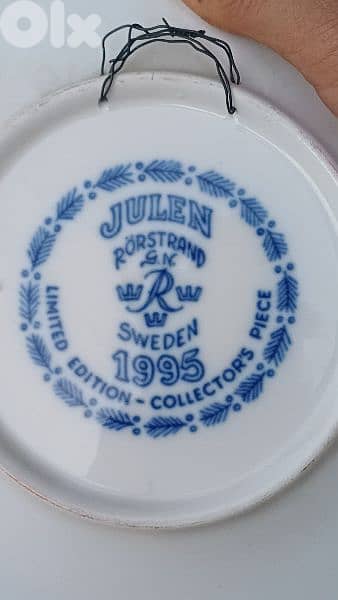 OLX
JULEN
RÖRSTRAND
G.N.
R
SWEDEN
1995
LIMITED EDITION - COLLECTOR'S PIECE